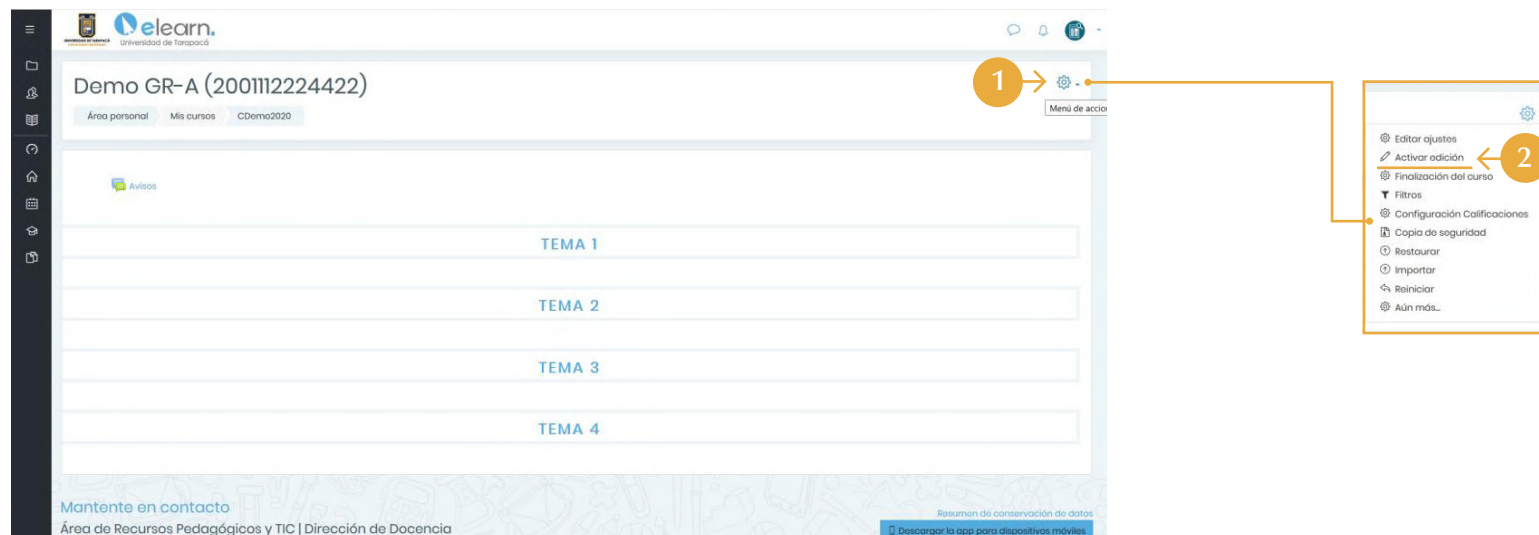 elearn.
Universidad de Tarapacá
Demo GR-A (2001112224422)
Área personal Mis cursos CDemo2020
1
Menú de accion
Avisos
TEMA 1
TEMA 2
TEMA 3
TEMA 4
Mantente en contacto
Área de Recursos Pedagógicos y TIC | Dirección de Docencia
Resumen de conservación de datos
Descargar la app para dispositivos móviles
Editar ajustes
Activar edición
2
Finalización del curso
Filtros
Configuración Calificaciones
Copia de seguridad
Restaurar
Importar
Reiniciar
Aún más...